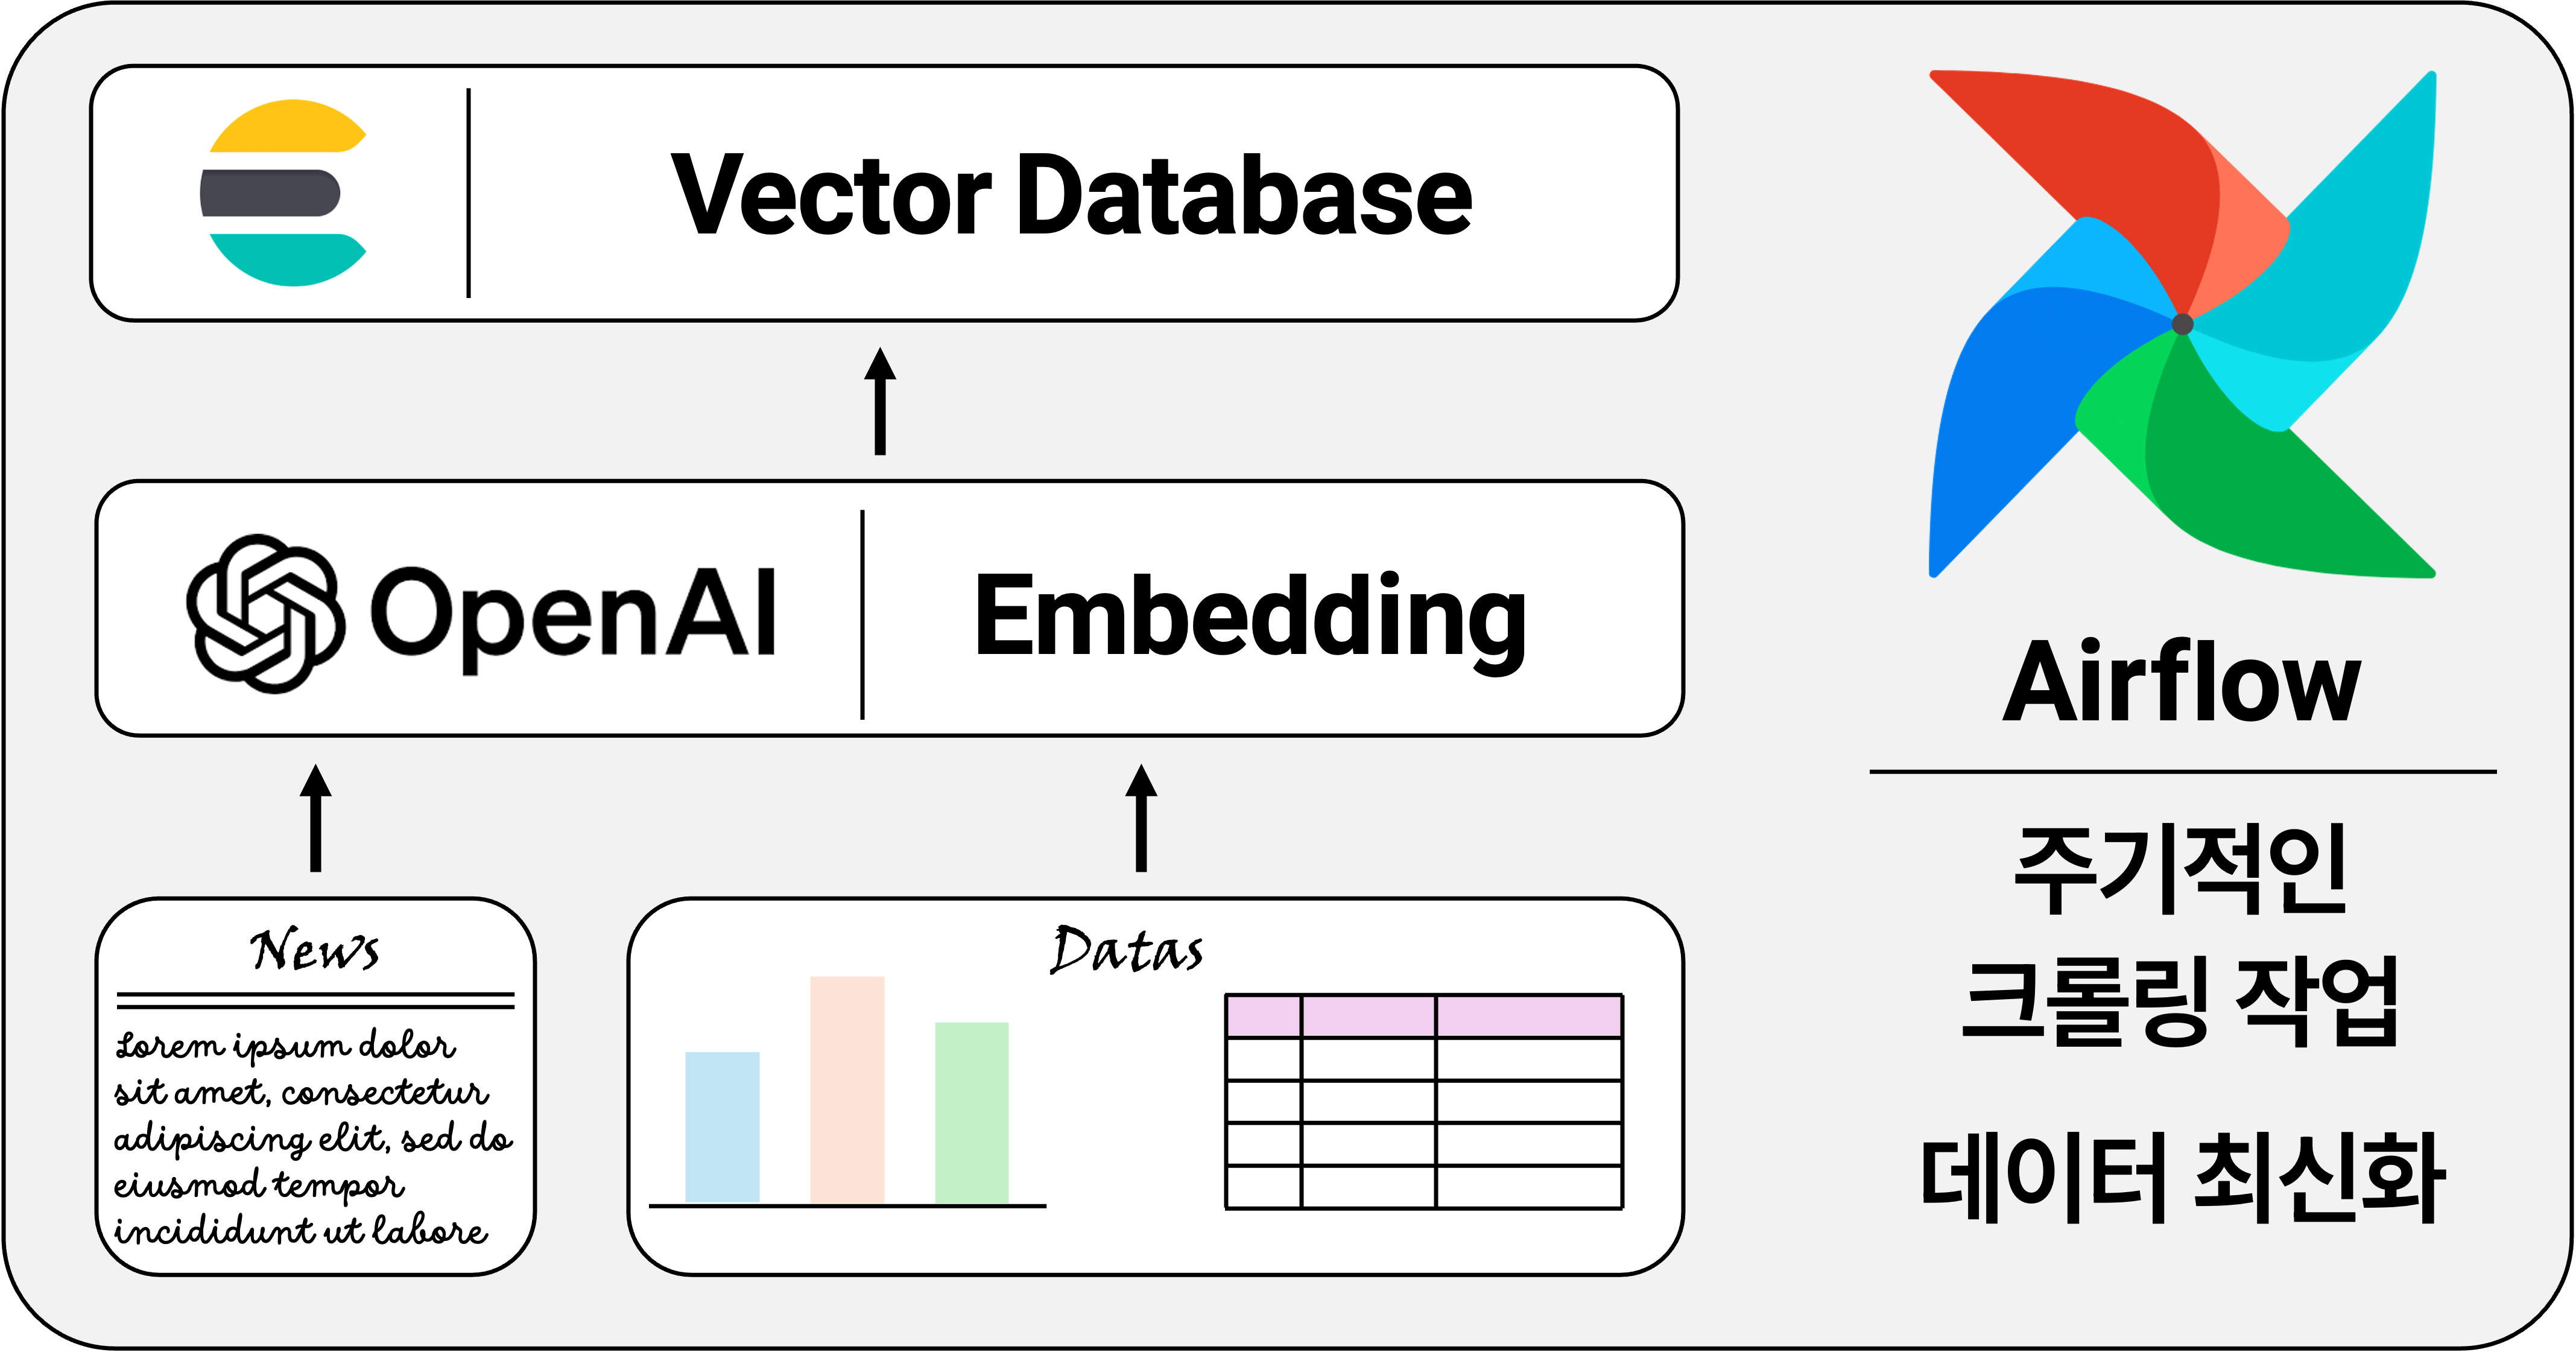 Vector Database
OpenAI
Embedding
News
Lorem ipsum dolor
sit amet, consectetur
adipiscing elit, sed do
eiusmod tempor
incididunt ut labore
Datas
Airflow
주기적인
크롤링 작업
데이터 최신화